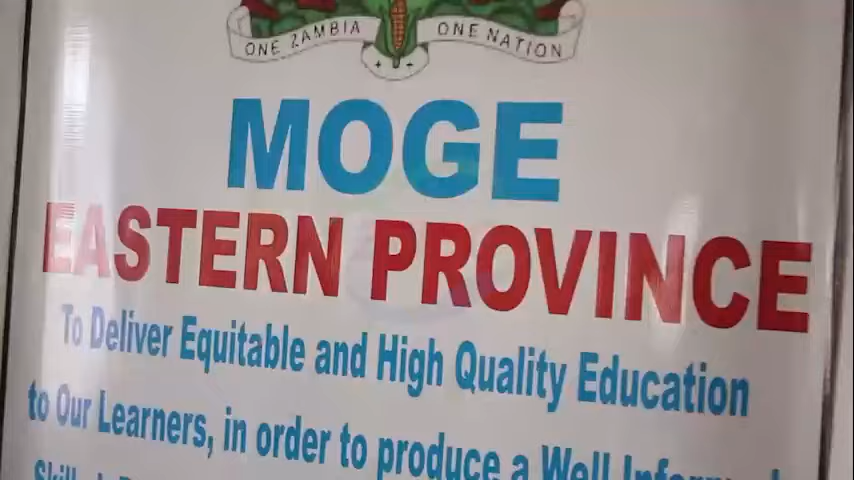 ONE ZAMBIA ONE NATION
MOGE
EASTERN PROVINCE
To Deliver Equitable and High Quality Education
to Our Learners, in order to produce a Well